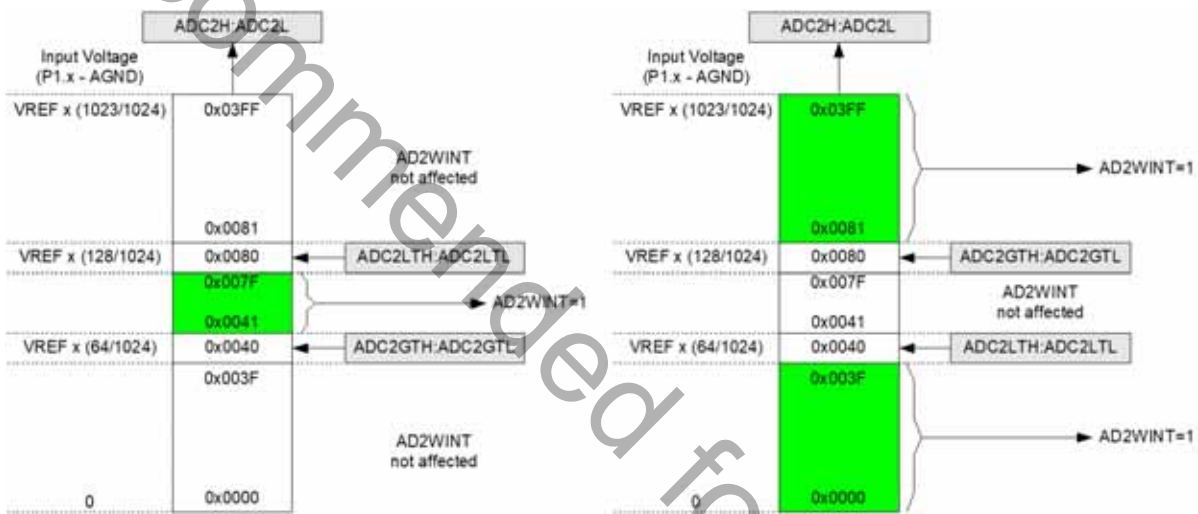 ADC2H:ADC2L
Input Voltage
(P1.x - AGND)
VREF x (1023/1024)
0x03FF
AD2WINT
not affected
0x0081
VREF x (128/1024)
0x0080
ADC2LTH:ADC2LTL
0x007F
AD2WINT=1
0x0041
VREF x (64/1024)
0x0040
ADC2GTH:ADC2GTL
0x003F
AD2WINT
not affected
0
0x0000
ADC2H:ADC2L
Input Voltage
(P1.x - AGND)
VREF x (1023/1024)
0x03FF
AD2WINT=1
0x0081
VREF x (128/1024)
0x0080
ADC2GTH:ADC2GTL
0x007F
AD2WINT
not affected
0x0041
VREF x (64/1024)
0x0040
ADC2LTH:ADC2LTL
0x003F
AD2WINT=1
0
0x0000
ommended fo